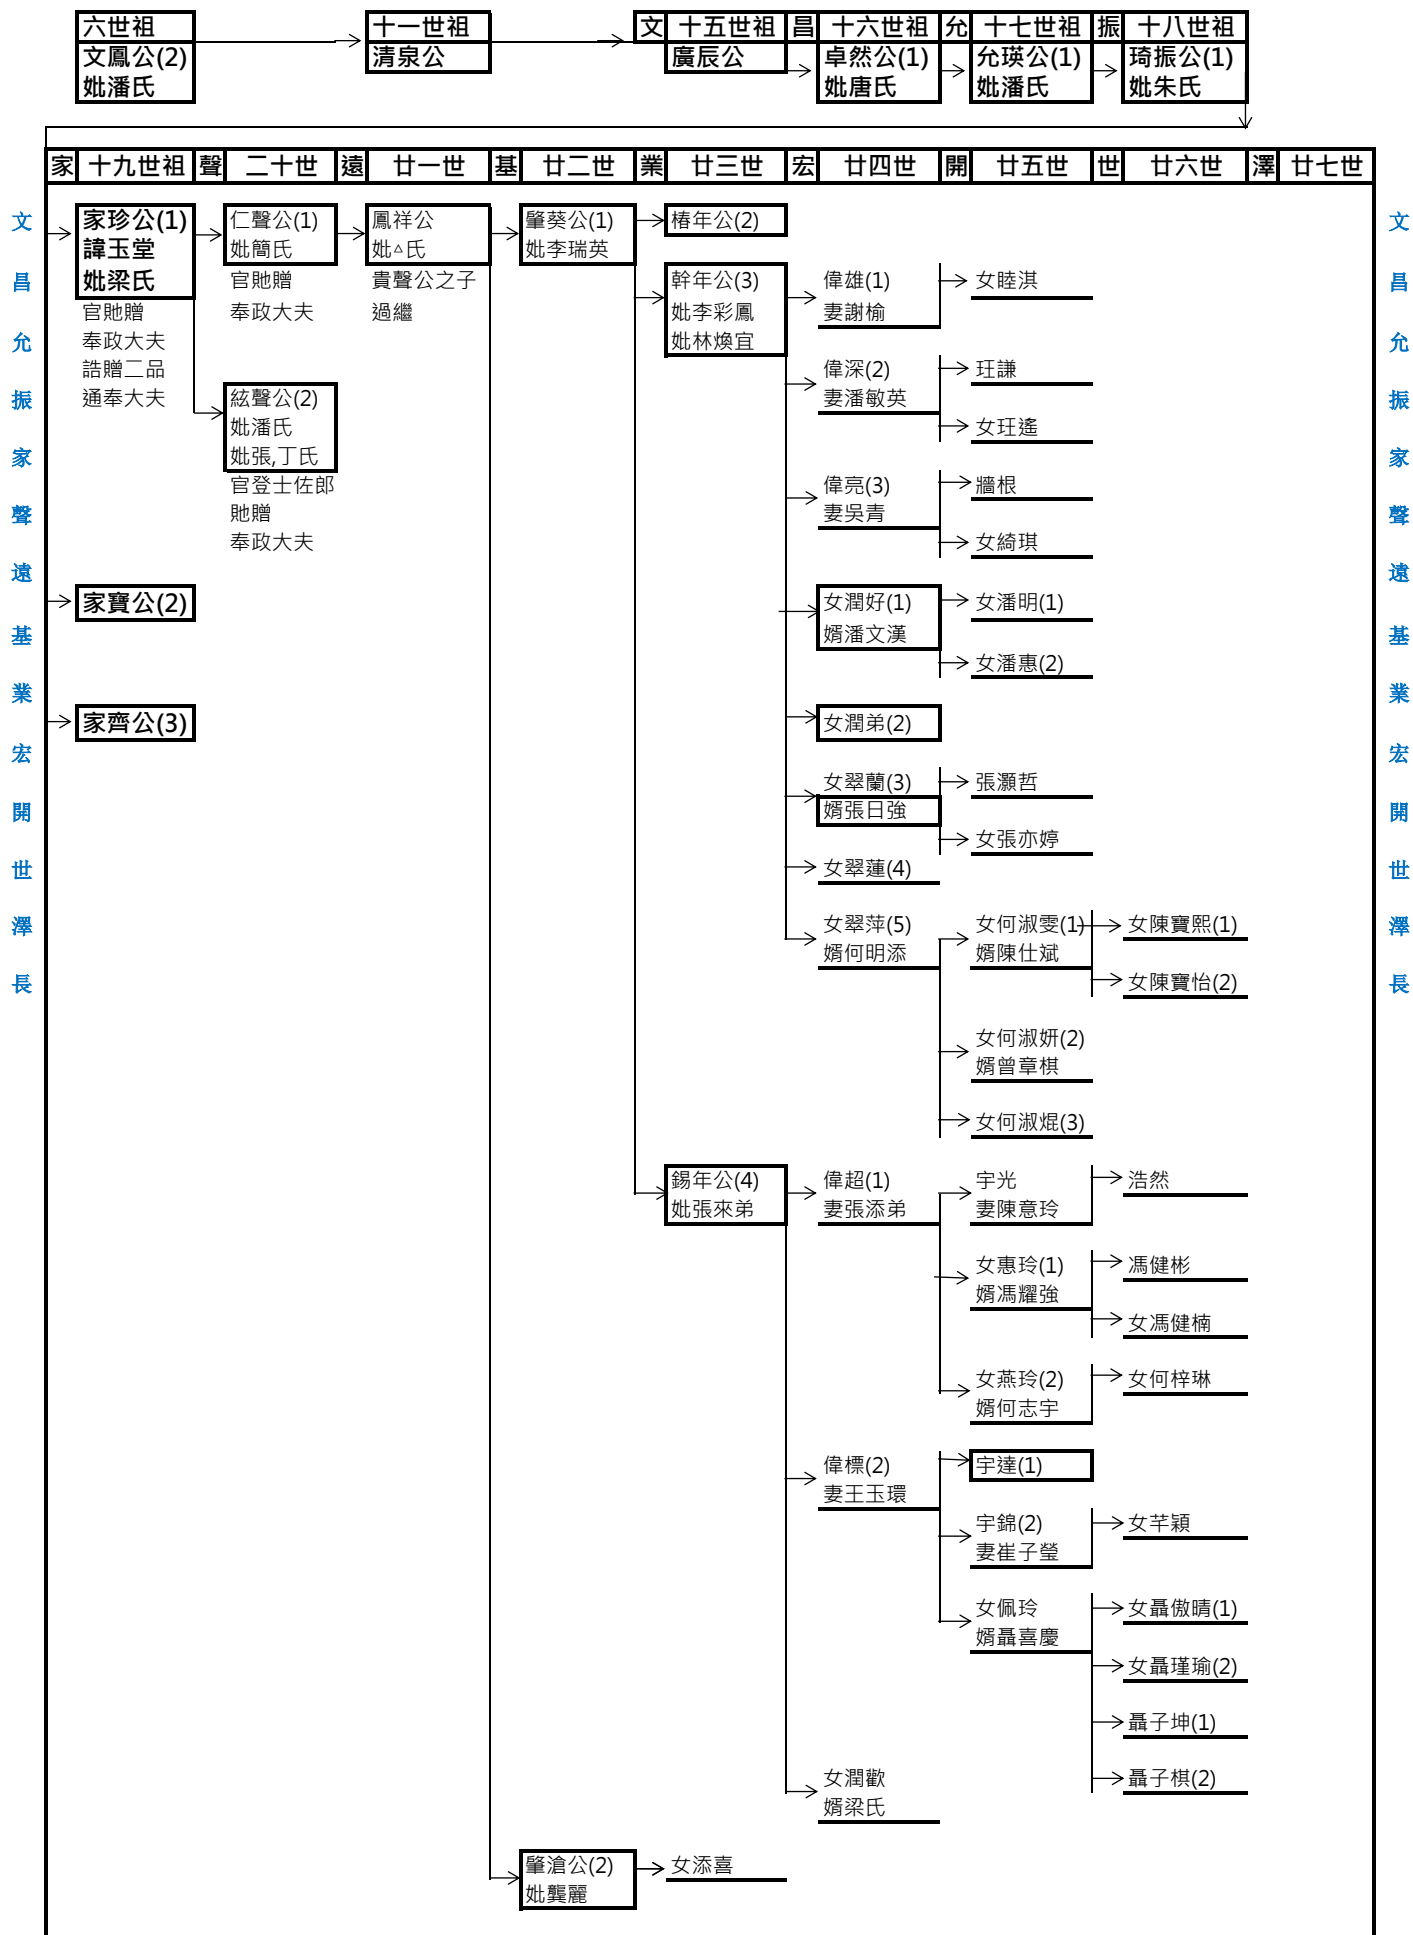 六世祖 十一世祖 文 十五世祖 昌 十六世祖 允 十七世祖 振 十八世祖
文鳳公(2) 清泉公 廣辰公 卓然公(1) 允瑛公(1) 琦振公(1)
妣潘氏 妣唐氏 妣潘氏 妣朱氏
家 十九世祖 聲 二十世 遠 廿一世 基 廿二世 業 廿三世 宏 廿四世 開 廿五世 世 廿六世 澤 廿七世
文
昌
允
振
家
聲
遠
基
業
宏
開
世
澤
長
家珍公(1)
諱玉堂
妣梁氏
官貤贈
奉政大夫
誥贈二品
通奉大夫
家寶公(2)
家齊公(3)
仁聲公(1)
妣簡氏
官貤贈
奉政大夫
絃聲公(2)
妣潘氏
妣張,丁氏
官登士佐郎
貤贈
奉政大夫
鳳祥公
妣△氏
貴聲公之子
過繼
肇葵公(1)
妣李瑞英
肇滄公(2)
妣龔麗
椿年公(2)
幹年公(3)
妣李彩鳳
妣林煥宜
錫年公(4)
妣張來弟
女添喜
偉雄(1)
妻謝榆
偉深(2)
妻潘敏英
偉亮(3)
妻吳青
女潤好(1)
婿潘文漢
女潤弟(2)
女翠蘭(3)
婿張日強
女翠蓮(4)
女翠萍(5)
婿何明添
偉超(1)
妻張添弟
偉標(2)
妻王玉環
女潤歡
婿梁氏
女睦淇
玨謙
女玨遙
牆根
女綺琪
女潘明(1)
女潘惠(2)
張灝哲
女張亦婷
女何淑雯(1)
婿陳仕斌
女何淑妍(2)
婿曾章棋
女何淑焜(3)
宇光
妻陳意玲
女惠玲(1)
婿馮耀強
女燕玲(2)
婿何志宇
宇達(1)
宇錦(2)
妻崔子瑩
女佩玲
婿聶喜慶
女陳寶熙(1)
女陳寶怡(2)
浩然
馮健彬
女馮健楠
女何梓琳
女芊穎
女聶傲晴(1)
女聶瑾瑜(2)
聶子坤(1)
聶子棋(2)
文
昌
允
振
家
聲
遠
基
業
宏
開
世
澤
長